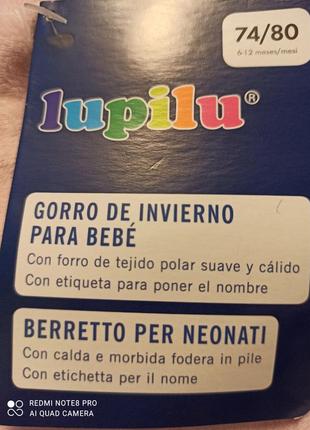 74/80
6-12 meses/mesi
lupilu®
GORRO DE INVIERNO
PARA BEBÉ
Con forro de tejido polar suave y cálido
Con etiqueta para poner el nombre
BERRETTO PER NEONATI
Con calda e morbida fodera in pile
Con etichetta per il nome
REDMI NOTE8 PRO
AI QUAD CAMERA